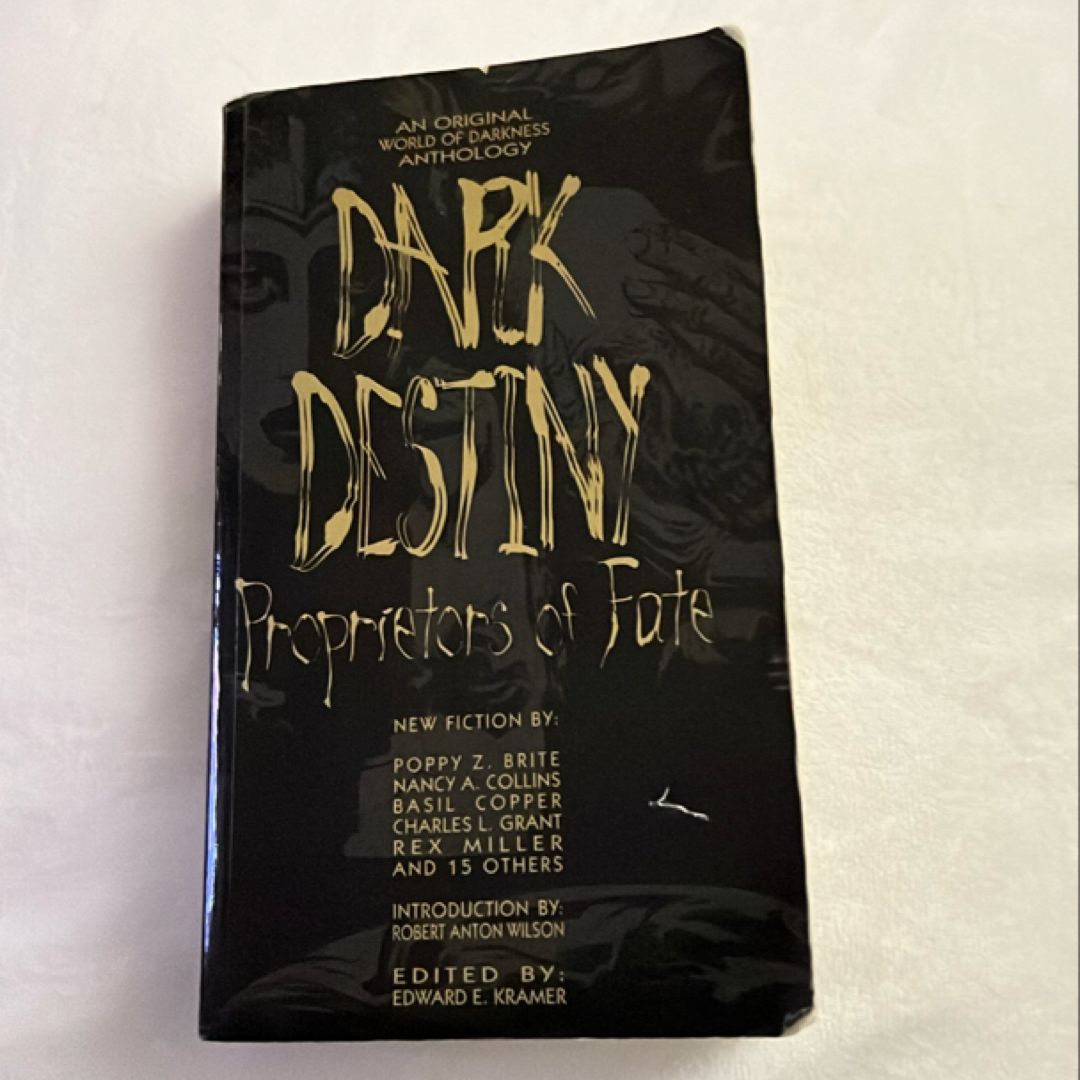 AN ORIGINAL
WORLD OF DARKNESS
ANTHOLOGY
DARK
DESTINY
Proprietors of Fate
NEW FICTION BY:
POPPY Z. BRITE
NANCY A. COLLINS
BASIL COPPER
CHARLES L. GRANT
REX MILLER
AND 15 OTHERS
INTRODUCTION BY:
ROBERT ANTON WILSON
EDITED BY:
EDWARD E. KRAMER